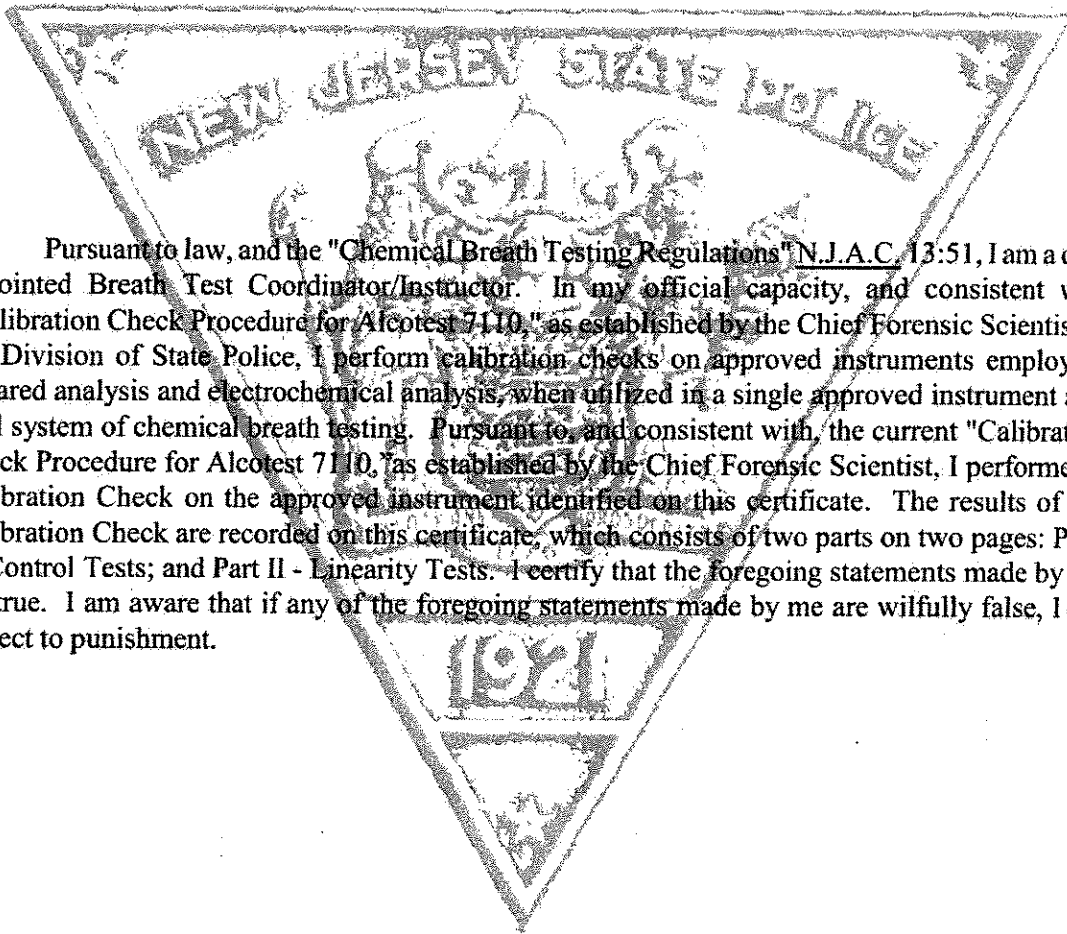 NEW JERSEY STATE POLICE
Pursuant to law, and the "Chemical Breath Testing Regulations" N.J.A.C. 13:51, I am a d
ointed Breath Test Coordinator/Instructor. In my official capacity, and consistent w
libration Check Procedure for Alcotest 7110," as established by the Chief Forensic Scientis
Division of State Police, I perform calibration checks on approved instruments employ
ared analysis and electrochemical analysis, when utilized in a single approved instrument a
l system of chemical breath testing. Pursuant to, and consistent with, the current "Calibrat
ck Procedure for Alcotest 7110," as established by the Chief Forensic Scientist, I performe
ibration Check on the approved instrument identified on this certificate. The results of
bration Check are recorded on this certificate, which consists of two parts on two pages: P
Control Tests; and Part II - Linearity Tests. I certify that the foregoing statements made by
true. I am aware that if any of the foregoing statements made by me are wilfully false, I
ect to punishment.
1921